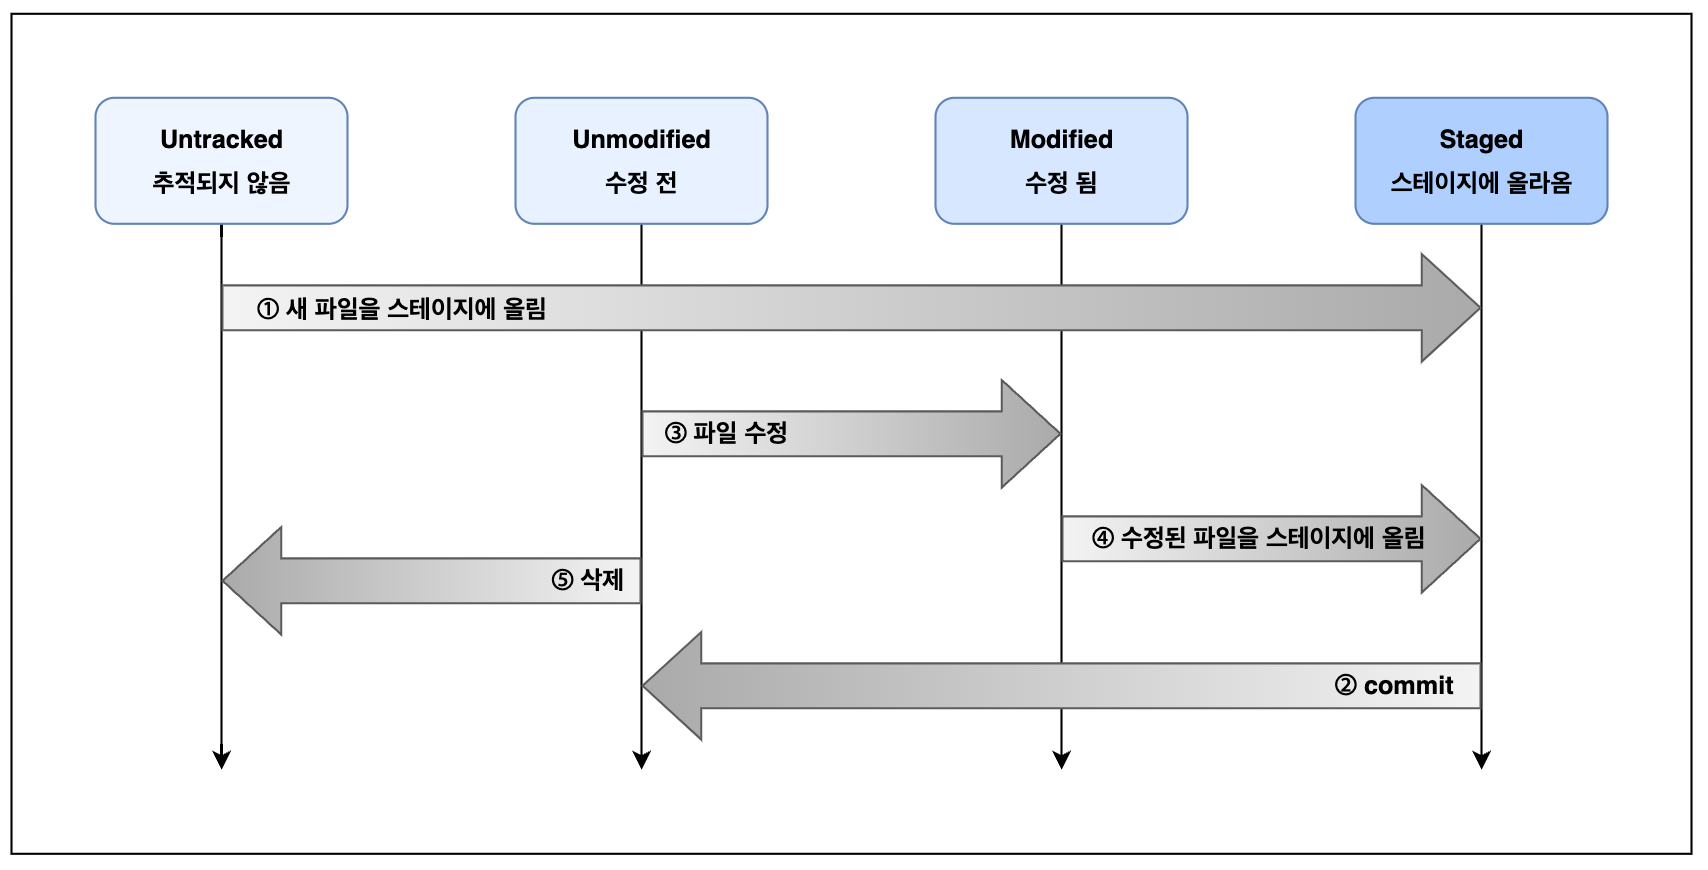 Untracked
추적되지 않음
Unmodified
수정 전
Modified
수정 됨
Staged
스테이지에 올라옴
① 새 파일을 스테이지에 올림
③ 파일 수정
④ 수정된 파일을 스테이지에 올림
⑤ 삭제
② commit